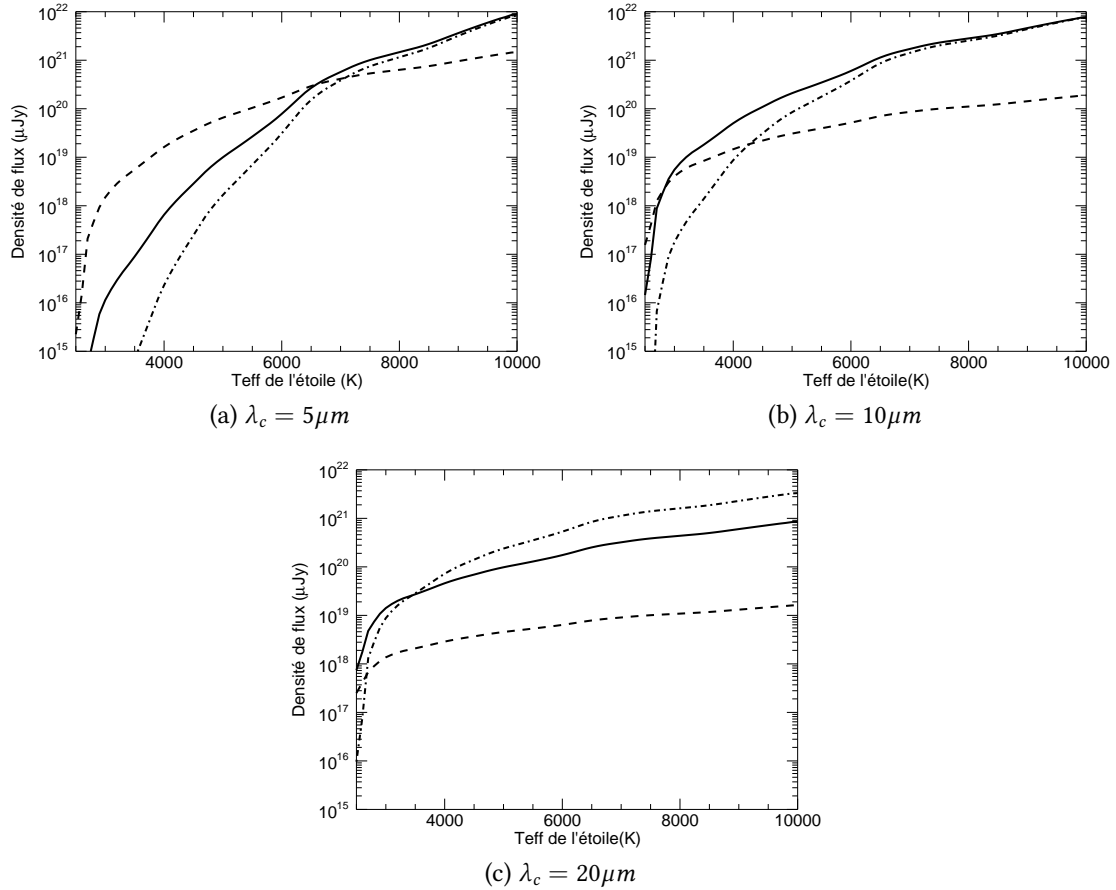 10^22
10^21
10^20
10^19
10^18
10^17
10^16
10^15
Densité de flux (µJy)
4000 6000 8000 10000
Teff de l'étoile (K)
(a) λ_c = 5µm
10^22
10^21
10^20
10^19
10^18
10^17
10^16
10^15
Densité de flux (µJy)
4000 6000 8000 10000
Teff de l'étoile(K)
(b) λ_c = 10µm
10^22
10^21
10^20
10^19
10^18
10^17
10^16
10^15
Densité de flux (µJy)
4000 6000 8000 10000
Teff de l'étoile(K)
(c) λ_c = 20µm